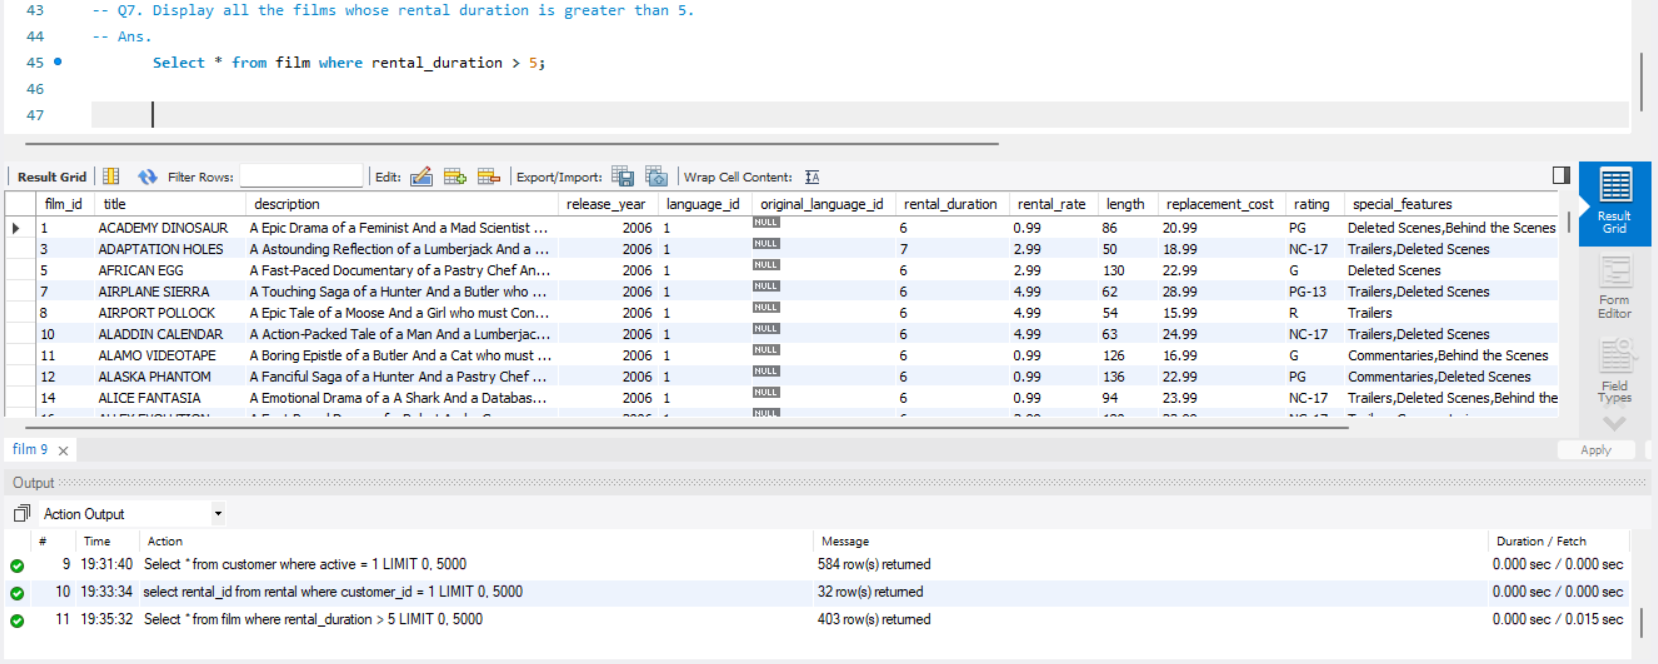 43 -- Q7. Display all the films whose rental duration is greater than 5.
44 -- Ans.
45 Select * from film where rental_duration > 5;
46
47
Result Grid Filter Rows: Edit: Export/Import: Wrap Cell Content: IA
film_id title description release_year language_id original_language_id rental_duration rental_rate length replacement_cost rating special_features
1 ACADEMY DINOSAUR A Epic Drama of a Feminist And a Mad Scientist ... 2006 1 NULL 6 0.99 86 20.99 PG Deleted Scenes,Behind the Scenes
3 ADAPTATION HOLES A Astounding Reflection of a Lumberjack And a ... 2006 1 NULL 7 2.99 50 18.99 NC-17 Trailers,Deleted Scenes
5 AFRICAN EGG A Fast-Paced Documentary of a Pastry Chef An... 2006 1 NULL 6 2.99 130 22.99 G Deleted Scenes
7 AIRPLANE SIERRA A Touching Saga of a Hunter And a Butler who ... 2006 1 NULL 6 4.99 62 28.99 PG-13 Trailers,Deleted Scenes
8 AIRPORT POLLOCK A Epic Tale of a Moose And a Girl who must Con... 2006 1 NULL 6 4.99 54 15.99 R Trailers
10 ALADDIN CALENDAR A Action-Packed Tale of a Man And a Lumberjac... 2006 1 NULL 6 4.99 63 24.99 NC-17 Trailers,Deleted Scenes
11 ALAMO VIDEOTAPE A Boring Epistle of a Butler And a Cat who must ... 2006 1 NULL 6 0.99 126 16.99 G Commentaries,Behind the Scenes
12 ALASKA PHANTOM A Fanciful Saga of a Hunter And a Pastry Chef ... 2006 1 NULL 6 0.99 136 22.99 PG Commentaries,Deleted Scenes
14 ALICE FANTASIA A Emotional Drama of a A Shark And a Databas... 2006 1 NULL 6 0.99 94 23.99 NC-17 Trailers,Deleted Scenes,Behind the
NULL
Result
Grid
Form
Editor
Field
Types
film 9 Apply
Output
Action Output
# Time Action Message Duration / Fetch
9 19:31:40 Select * from customer where active = 1 LIMIT 0, 5000 584 row(s) returned 0.000 sec / 0.000 sec
10 19:33:34 select rental_id from rental where customer_id = 1 LIMIT 0, 5000 32 row(s) returned 0.000 sec / 0.000 sec
11 19:35:32 Select * from film where rental_duration > 5 LIMIT 0, 5000 403 row(s) returned 0.000 sec / 0.015 sec